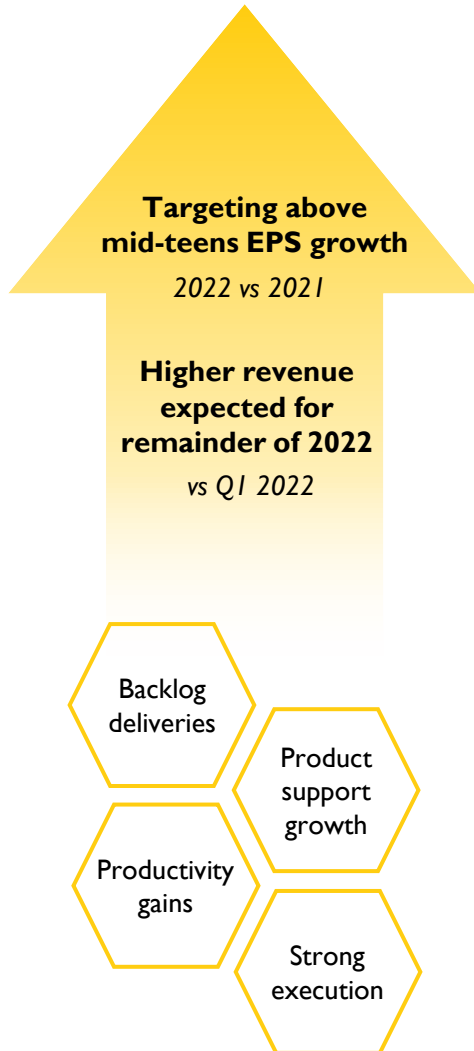 Targeting above
mid-teens EPS growth
2022 vs 2021
Higher revenue
expected for
remainder of 2022
vs Q1 2022
Backlog
deliveries
Product
support
growth
Productivity
gains
Strong
execution